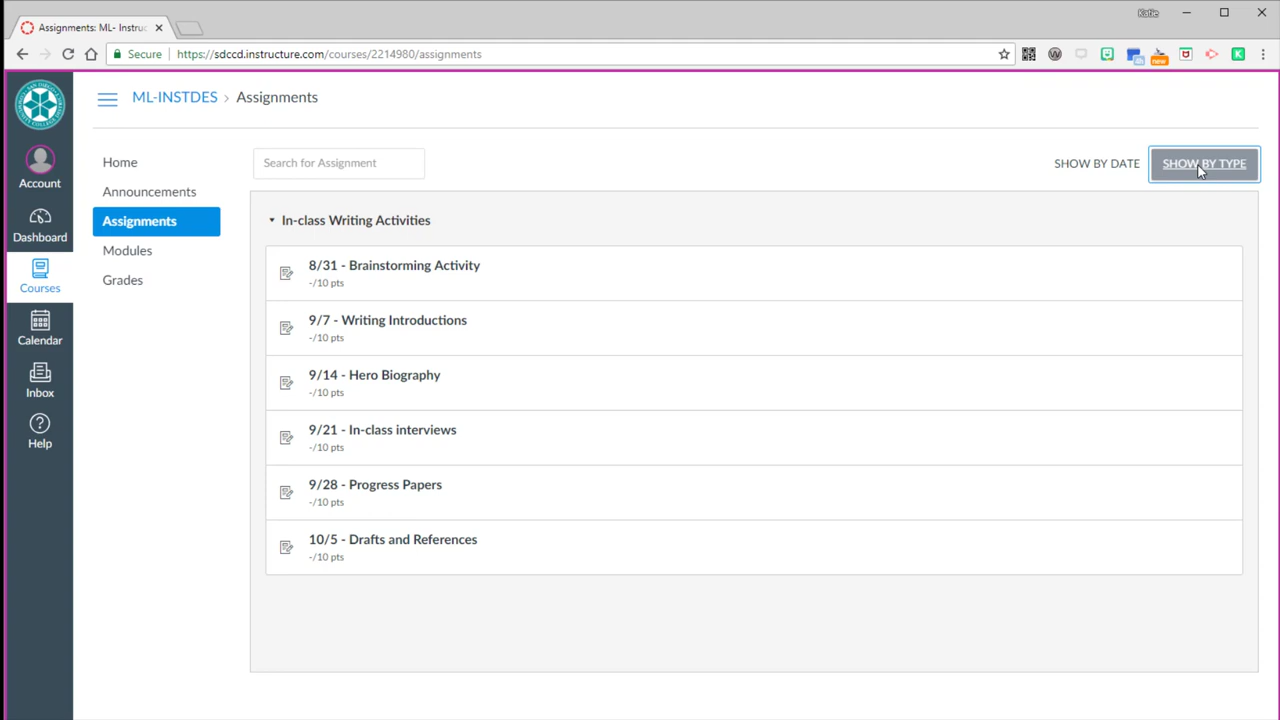 Assignments: ML- Instruc
Katie
Secure
https://sdccd.instructure.com/courses/2214980/assignments
4h
new
K
ML-INSTDES > Assignments
Account
Dashboard
Courses
Calendar
Inbox
Help
Home
Announcements
Assignments
Modules
Grades
Search for Assignment
SHOW BY DATE
SHOW BY TYPE
In-class Writing Activities
8/31 - Brainstorming Activity
-/10 pts
9/7 - Writing Introductions
-/10 pts
9/14 - Hero Biography
-/10 pts
9/21 - In-class interviews
-/10 pts
9/28 - Progress Papers
-/10 pts
10/5 - Drafts and References
-/10 pts